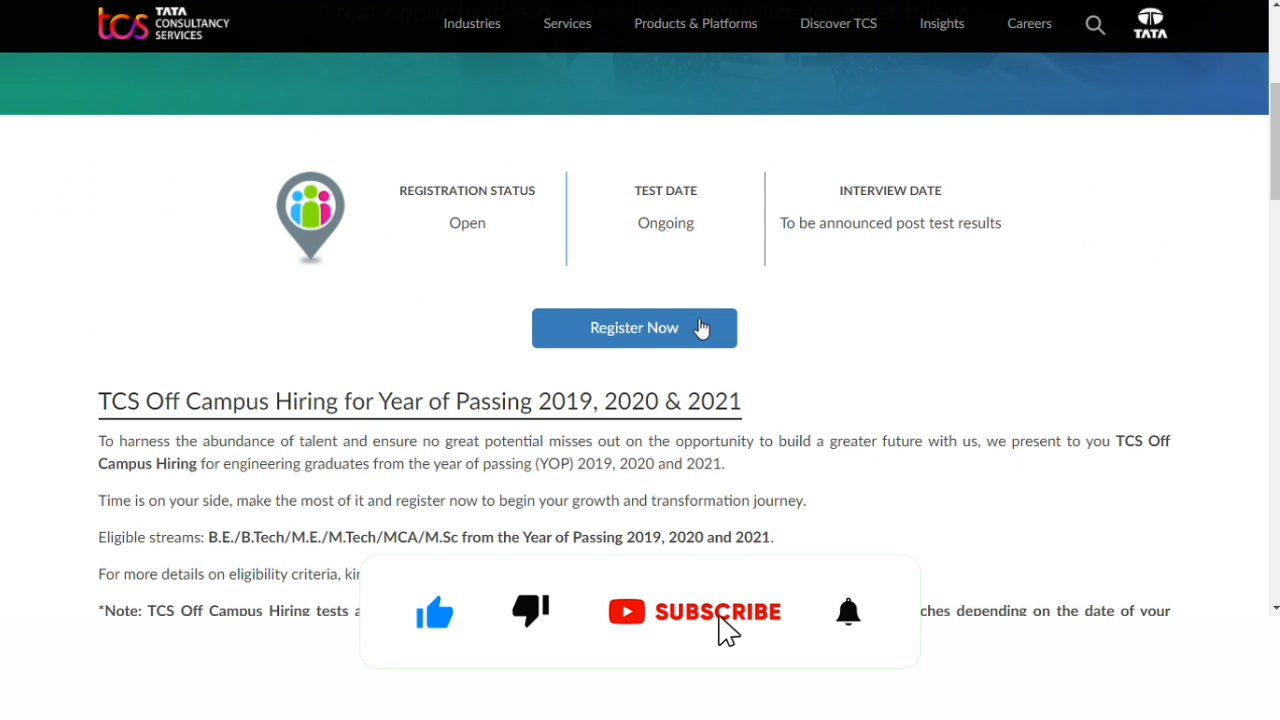 tcs TATA CONSULTANCY SERVICES
Industries Services Products & Platforms Discover TCS Insights Careers TATA
REGISTRATION STATUS TEST DATE INTERVIEW DATE
Open Ongoing To be announced post test results
Register Now
TCS Off Campus Hiring for Year of Passing 2019, 2020 & 2021
To harness the abundance of talent and ensure no great potential misses out on the opportunity to build a greater future with us, we present to you TCS Off
Campus Hiring for engineering graduates from the year of passing (YOP) 2019, 2020 and 2021.
Time is on your side, make the most of it and register now to begin your growth and transformation journey.
Eligible streams: B.E./B.Tech/M.E./M.Tech/MCA/M.Sc from the Year of Passing 2019, 2020 and 2021.
For more details on eligibility criteria,
*Note: TCS Off Campus Hiring tests depending on the date of your
SUBSCRIBE